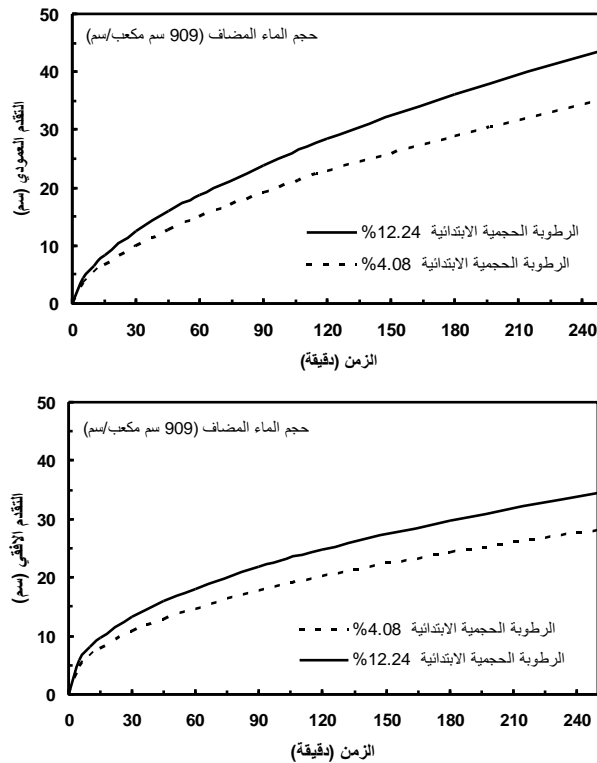 50
حجم الماء المضاف (909 سم مكعب/سم)
40
30
20
10
0
التقدم العمودي (سم)
الرطوبة الحجمية الابتدائية 12.24%
الرطوبة الحجمية الابتدائية 4.08%
0 30 60 90 120 150 180 210 240
الزمن (دقيقة)
50
حجم الماء المضاف (909 سم مكعب/سم)
40
30
20
10
0
التقدم الافقي (سم)
الرطوبة الحجمية الابتدائية 4.08%
الرطوبة الحجمية الابتدائية 12.24%
0 30 60 90 120 150 180 210 240
الزمن (دقيقة)